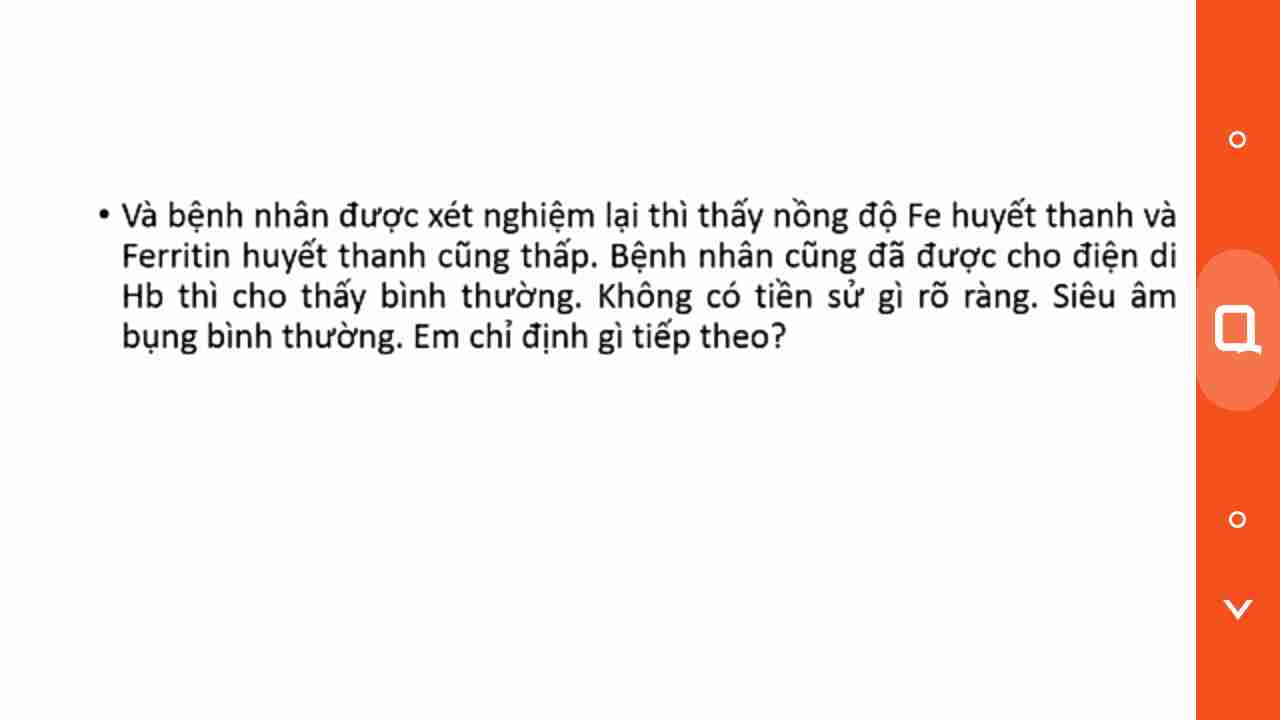 • Và bệnh nhân được xét nghiệm lại thì thấy nồng độ Fe huyết thanh và
Ferritin huyết thanh cũng thấp. Bệnh nhân cũng đã được cho điện di
Hb thì cho thấy bình thường. Không có tiền sử gì rõ ràng. Siêu âm
bụng bình thường. Em chỉ định gì tiếp theo?